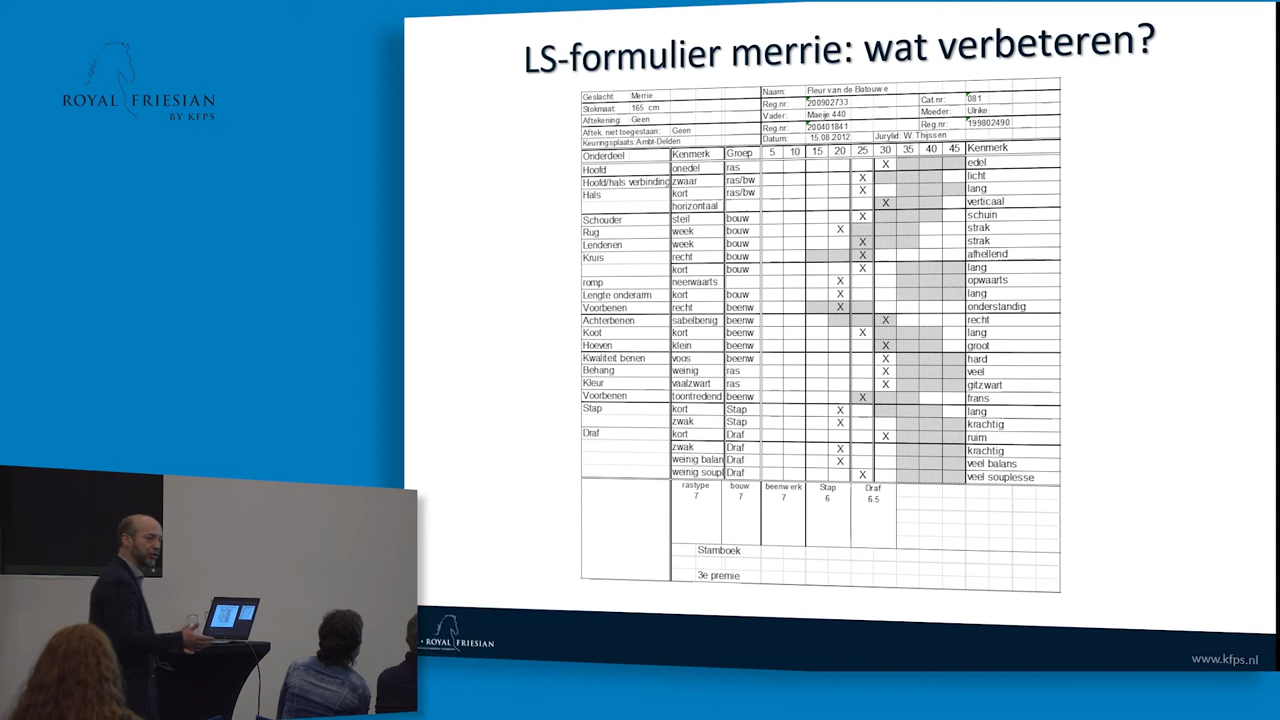 ROYAL FRIESIAN
BY KFPS
LS-formulier merrie: wat verbeteren?
Geslacht Merrie Naam: Fleur van de Batouwe
Stokmaat: 165 cm Reg.nr: 200902733 Cat.nr: 081
Aftekening: Geen Vader: Maeije 440 Moeder: Ulrike
Aftek. niet toegestaan: Geen Reg.nr: 200401841 Reg.nr: 199802490
Keuringsplaats: Ambt-Delden Datum: 15.08.2012 Jurylid: W. Thijssen
Onderdeel Kenmerk Groep 5 10 15 20 25 30 35 40 45 Kenmerk
Hoofd onedel ras X edel
Hoofd/hals verbinding zwaar ras/bw X licht
Hals kort ras/bw X lang
horizontaal X verticaal
Schouder steil bouw X schuin
Rug week bouw X strak
Lendenen week bouw X strak
Kruis recht bouw X afhellend
kort bouw X lang
romp neerwaarts X opwaarts
Lengte onderarm kort bouw X lang
Voorbenen recht beenw X onderstandig
Achterbenen sabelbenig beenw X recht
Koot kort beenw X lang
Hoeven klein beenw X groot
Kwaliteit benen voos beenw X hard
Behang weinig ras X veel
Kleur vaalzwart ras X gitzwart
Voorbenen toontredend beenw X frans
Stap kort Stap X lang
zwak Stap X krachtig
Draf kort Draf X ruim
zwak Draf X krachtig
weinig balan Draf X veel balans
weinig soupl Draf X veel souplesse
rastype bouw beenwerk Stap Draf
7 7 7 6 6.5
Stamboek
3e premie
ROYAL FRIESIAN
www.kfps.nl